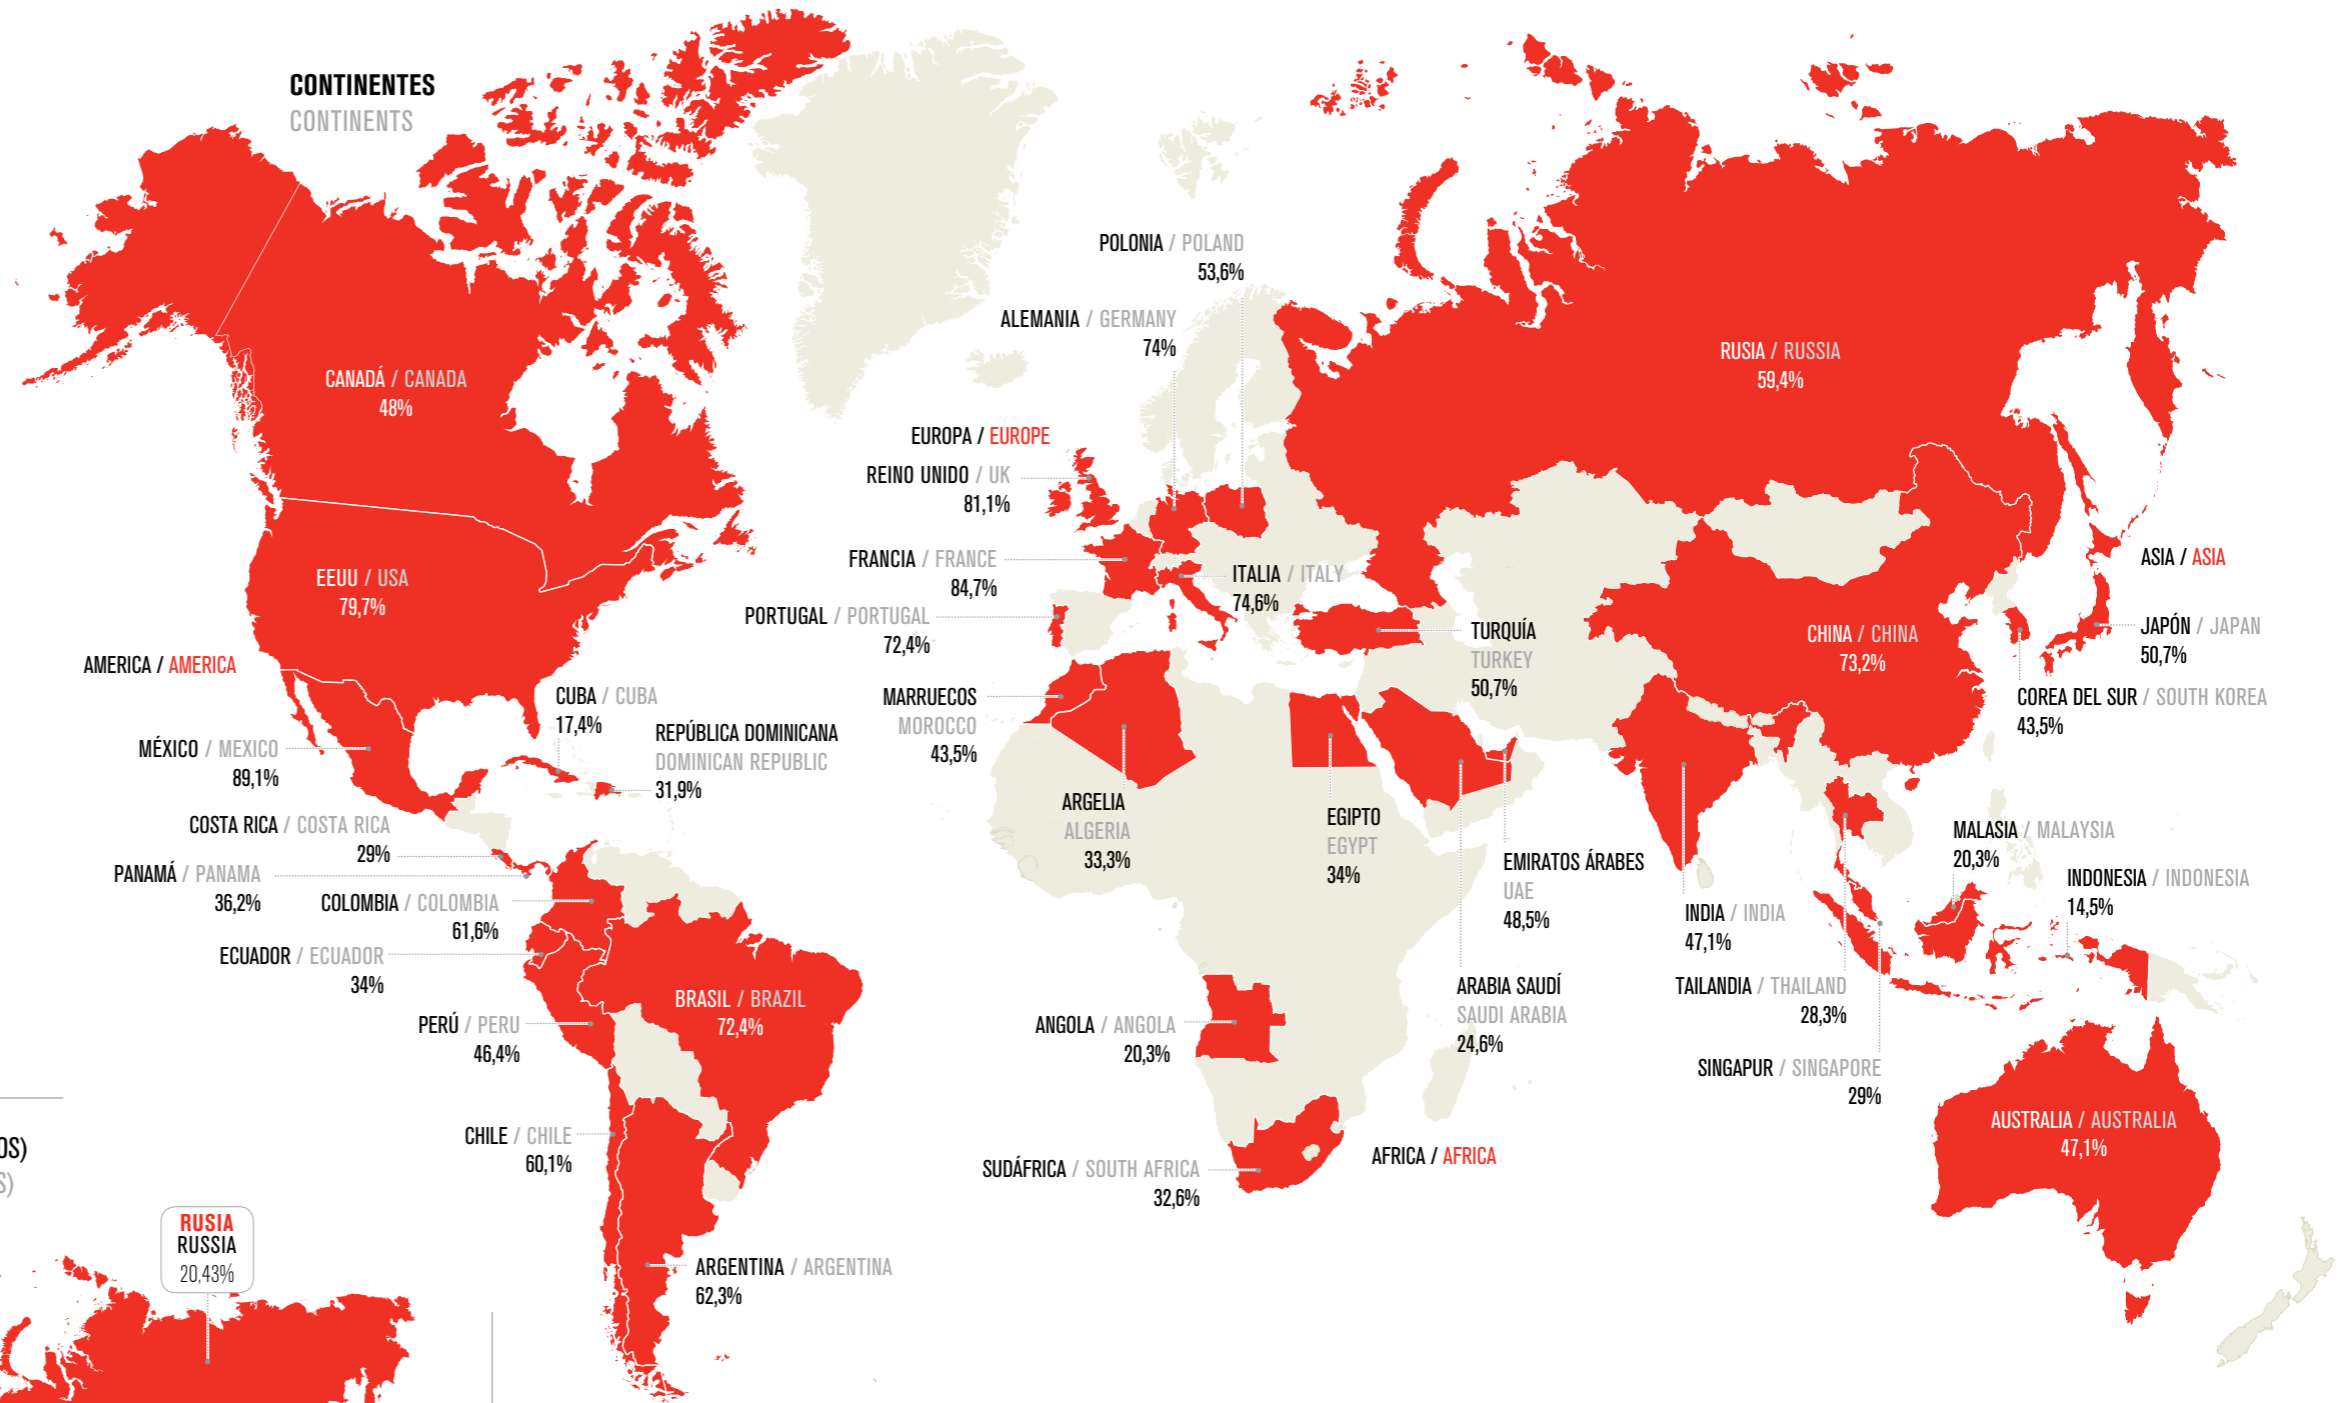 CONTINENTES
CONTINENTS
POLONIA / POLAND
53,6%
ALEMANIA / GERMANY
74%
RUSIA / RUSSIA
59,4%
CANADÁ / CANADA
48%
EUROPA / EUROPE
REINO UNIDO / UK
81,1%
FRANCIA / FRANCE
84,7%
ITALIA / ITALY
74,6%
PORTUGAL / PORTUGAL
72,4%
EEUU / USA
79,7%
AMERICA / AMERICA
ASIA / ASIA
JAPÓN / JAPAN
50,7%
CHINA / CHINA
73,2%
TURQUÍA
TURKEY
50,7%
COREA DEL SUR / SOUTH KOREA
43,5%
MARRUECOS
MOROCCO
43,5%
CUBA / CUBA
17,4%
REPÚBLICA DOMINICANA
DOMINICAN REPUBLIC
31,9%
MÉXICO / MEXICO
89,1%
COSTA RICA / COSTA RICA
29%
PANAMÁ / PANAMA
36,2%
COLOMBIA / COLOMBIA
61,6%
ECUADOR / ECUADOR
34%
ARGELIA
ALGERIA
33,3%
EGIPTO
EGYPT
34%
EMIRATOS ÁRABES
UAE
48,5%
INDIA / INDIA
47,1%
MALASIA / MALAYSIA
20,3%
INDONESIA / INDONESIA
14,5%
BRASIL / BRAZIL
72,4%
PERÚ / PERU
46,4%
ANGOLA / ANGOLA
20,3%
ARABIA SAUDÍ
SAUDI ARABIA
24,6%
TAILANDIA / THAILAND
28,3%
SINGAPUR / SINGAPORE
29%
AUSTRALIA / AUSTRALIA
47,1%
CHILE / CHILE
60,1%
SUDÁFRICA / SOUTH AFRICA
32,6%
AFRICA / AFRICA
ARGENTINA / ARGENTINA
62,3%
OS)
S)
RUSIA
RUSSIA
20,43%